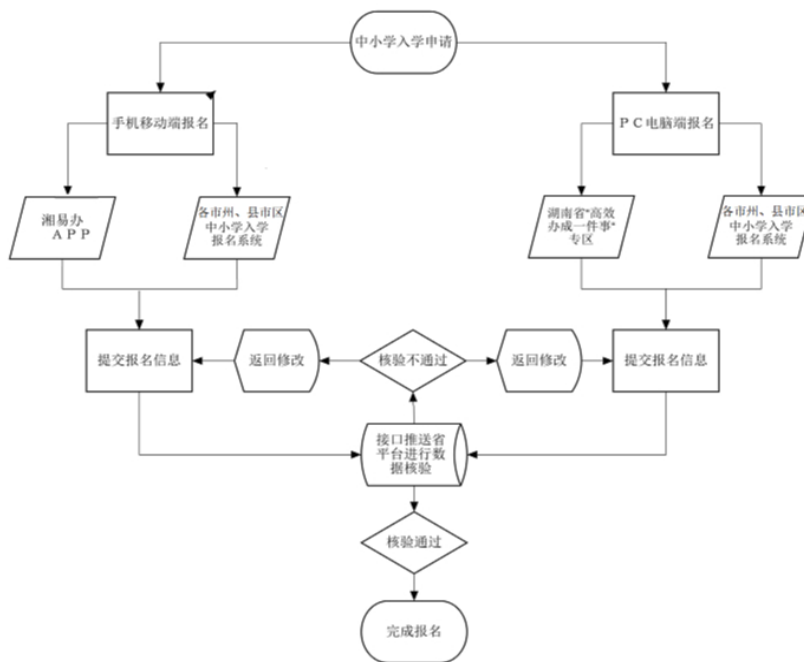 中小学入学申请
手机移动端报名
PC电脑端报名
湘易办
APP
各市州、县市区
中小学入学
报名系统
湖南省“高效
办成一件事”
专区
各市州、县市区
中小学入学
报名系统
提交报名信息
返回修改
核验不通过
返回修改
提交报名信息
接口推送省
平台进行数
据核验
核验通过
完成报名